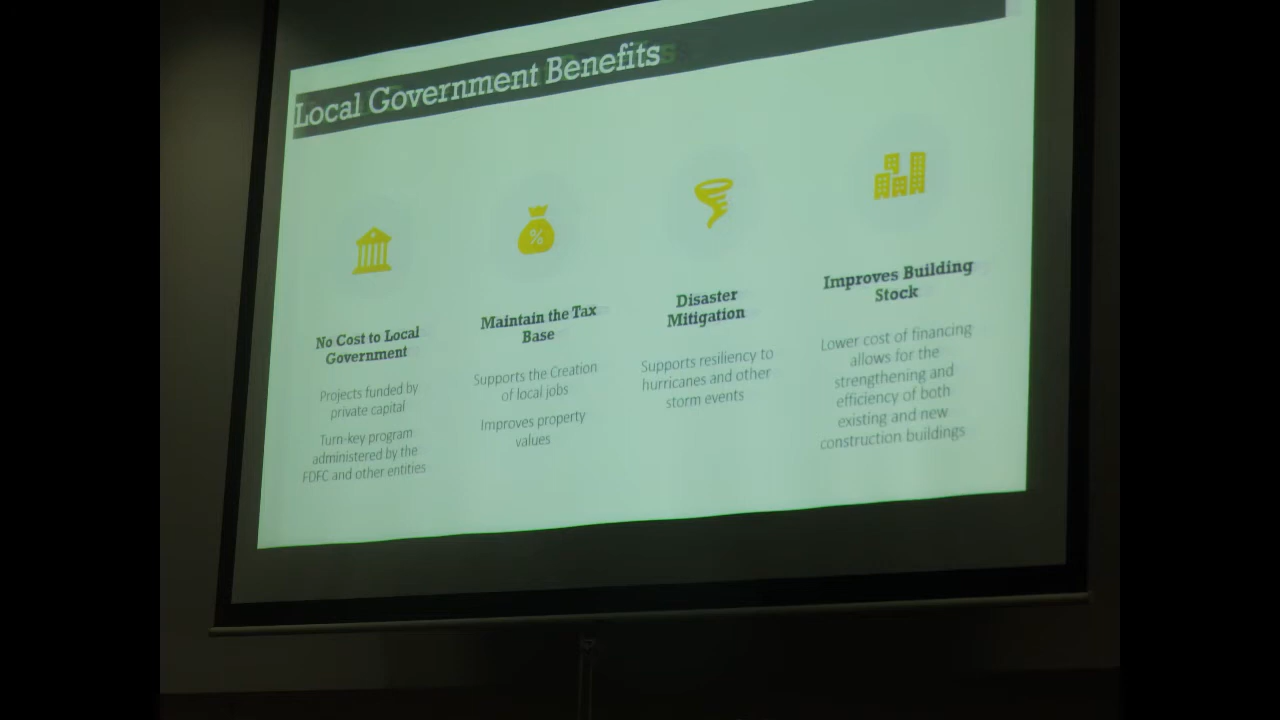 Local Government Benefits
No Cost to Local
Government
Projects funded by
private capital
Turn-key program
administered by the
FDFC and other entities
%
Maintain the Tax
Base
Supports the Creation
of local jobs
Improves property
values
Disaster
Mitigation
Supports resiliency to
hurricanes and other
storm events
Improves Building
Stock
Lower cost of financing
allows for the
strengthening and
efficiency of both
existing and new
construction buildings